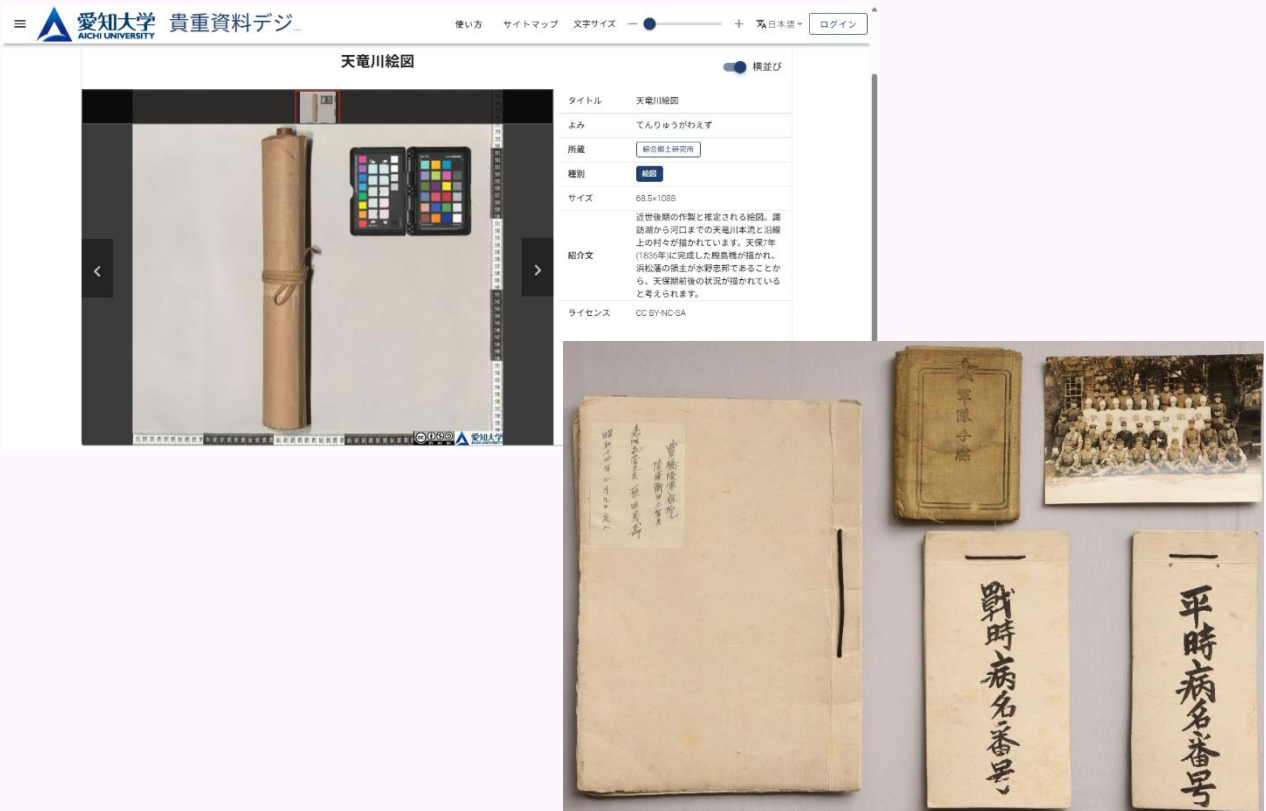 愛知大学
AICHI UNIVERSITY
貴重資料デジ...
使い方
サイトマップ
文字サイズ
日本語
ログイン
天竜川絵図
横並び
タイトル 天竜川絵図
よみ てんりゅうがわえず
所蔵 綜合郷土研究所
種別 絵図
サイズ 68.5×1088
紹介文
近世後期の作製と推定される絵図。諏
訪湖から河口までの天竜川本流と沿線
上の村々が描かれています。天保7年
(1836年)に完成した殿島橋が描かれ、
浜松藩の領主が水野忠邦であることか
ら、天保期前後の状況が描かれている
と考えられます。
ライセンス CC BY-NC-SA
愛知大学
豊橋陸軍病院
軍隊手牒
戰時病名番号
平時病名番号